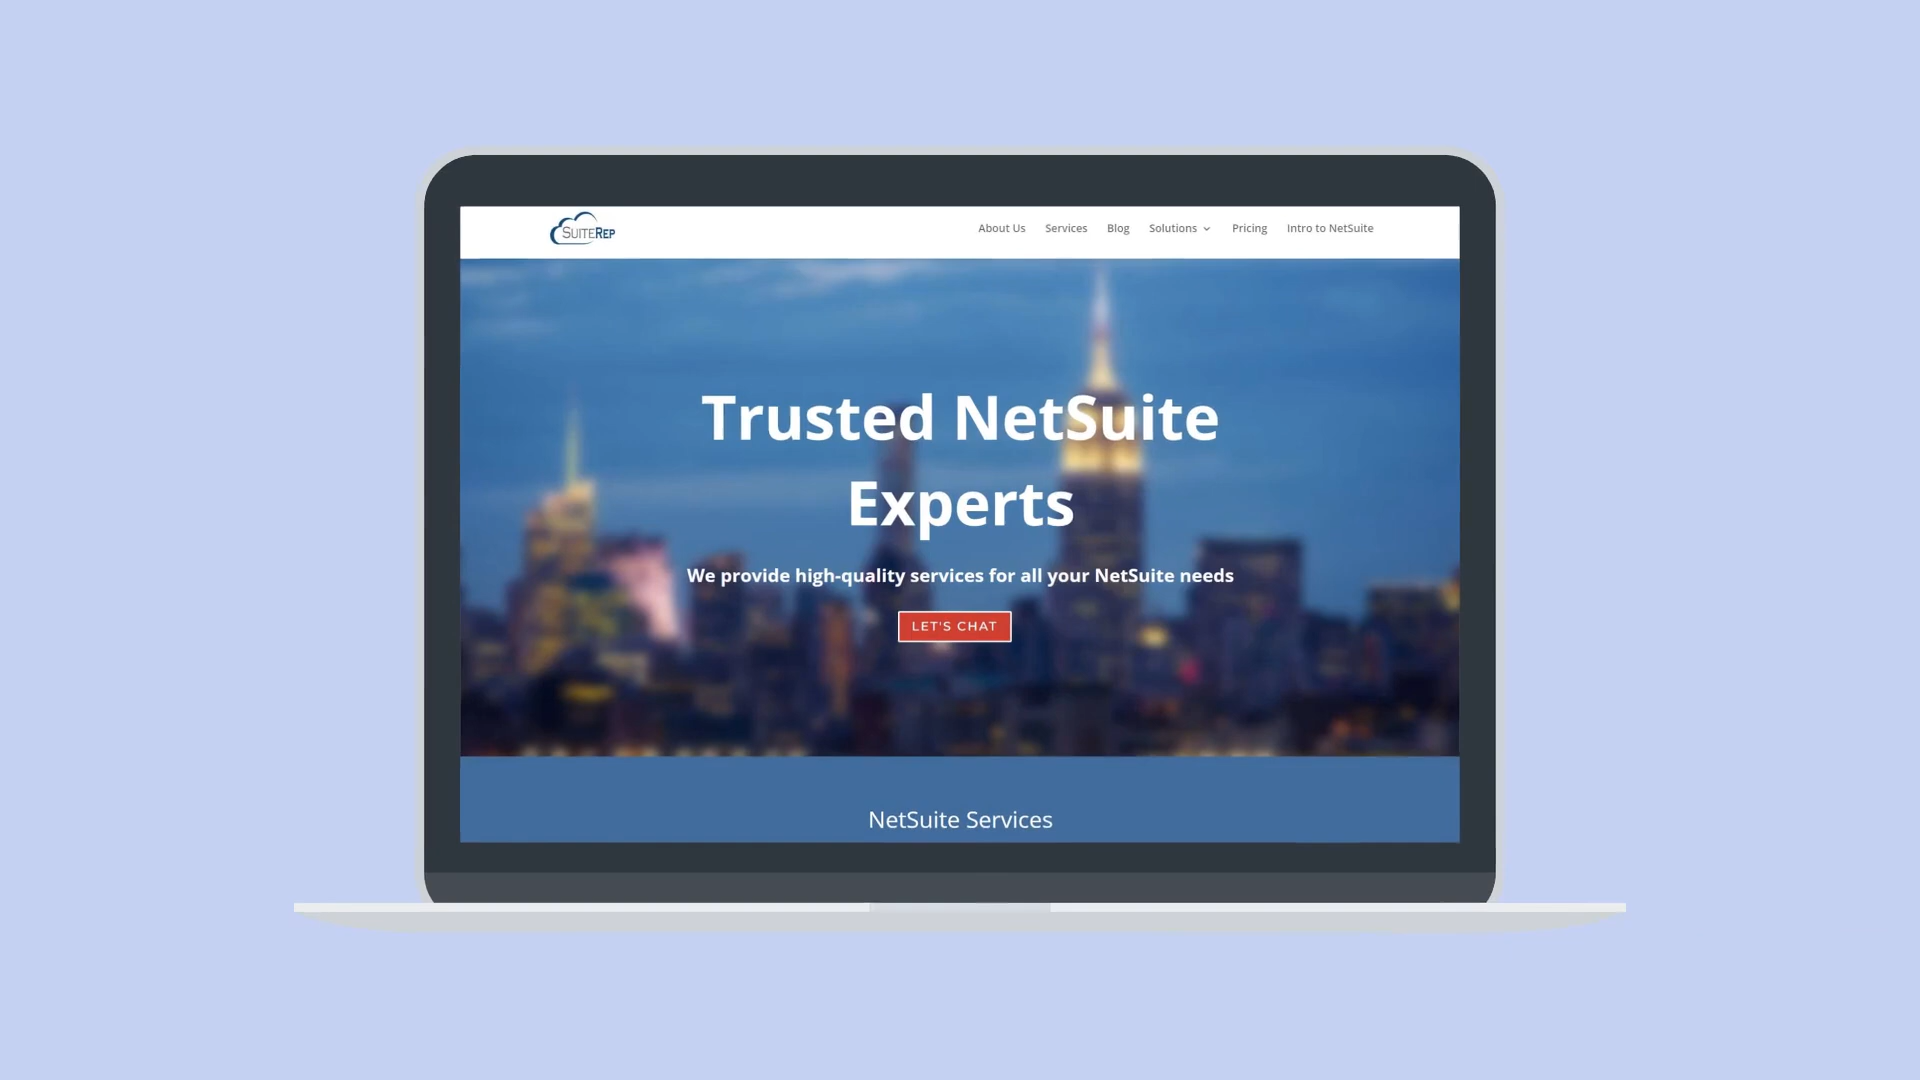 SUITEREP
About Us Services Blog Solutions Pricing Intro to NetSuite
Trusted NetSuite
Experts
We provide high-quality services for all your NetSuite needs
LET'S CHAT
NetSuite Services